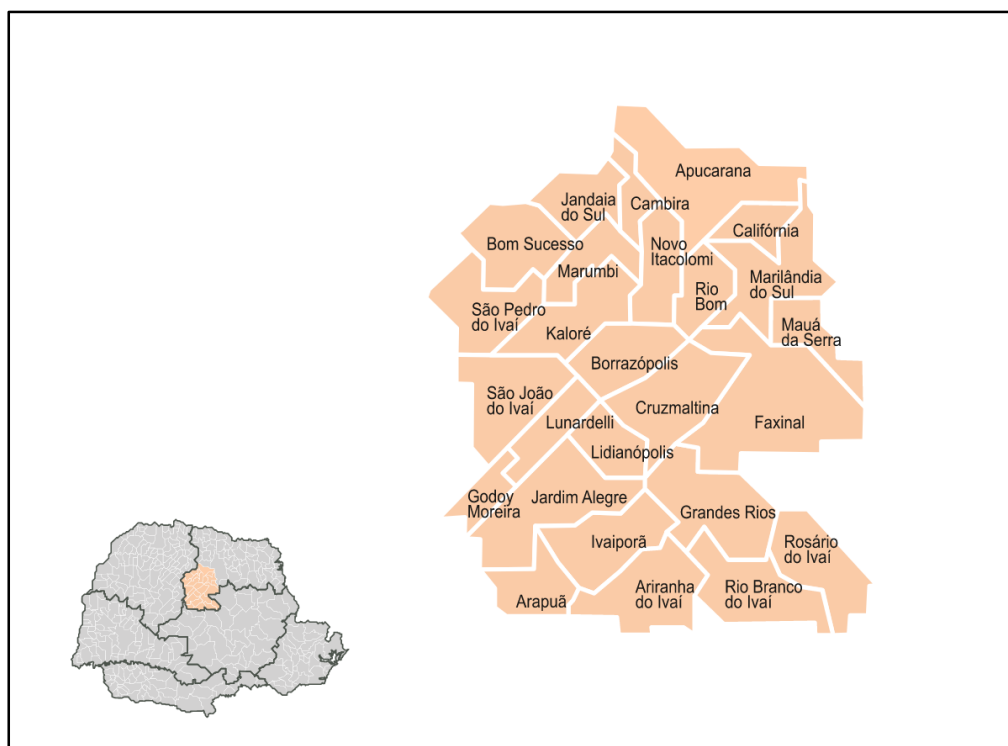 Apucarana
Jandaia
do Sul
Cambira
Califórnia
Bom Sucesso
Novo
Itacolomi
Marumbi
Marilândia
do Sul
Rio
Bom
São Pedro
do Ivaí
Mauá
da Serra
Kaloré
Borrazópolis
São João
do Ivaí
Cruzmaltina
Lunardelli
Faxinal
Lidianópolis
Godoy
Moreira
Jardim Alegre
Grandes Rios
Ivaiporã
Rosário
do Ivaí
Arapuã
Ariranha
do Ivaí
Rio Branco
do Ivaí